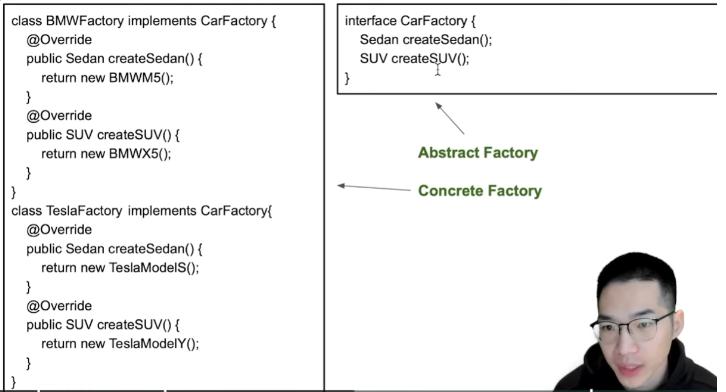 class BMWFactory implements CarFactory {
@Override
public Sedan createSedan() {
return new BMWM5();
}
@Override
public SUV createSUV() {
return new BMWX5();
}
}
class TeslaFactory implements CarFactory{
@Override
public Sedan createSedan() {
return new TeslaModelS();
}
@Override
public SUV createSUV() {
return new TeslaModelY();
}
}
interface CarFactory {
Sedan createSedan();
SUV createSUV();
}
Abstract Factory
Concrete Factory